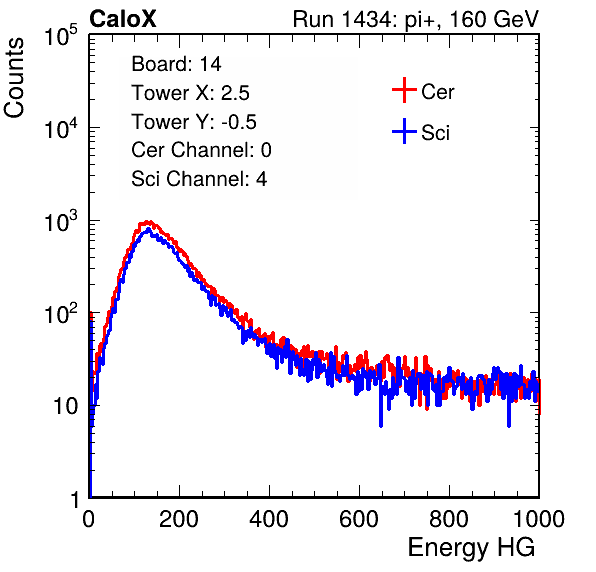 CaloX Run 1434: pi+, 160 GeV
Counts
Board: 14
Tower X: 2.5
Tower Y: -0.5
Cer Channel: 0
Sci Channel: 4
Cer
Sci
10^5
10^4
10^3
10^2
10
1
0 200 400 600 800 1000
Energy HG